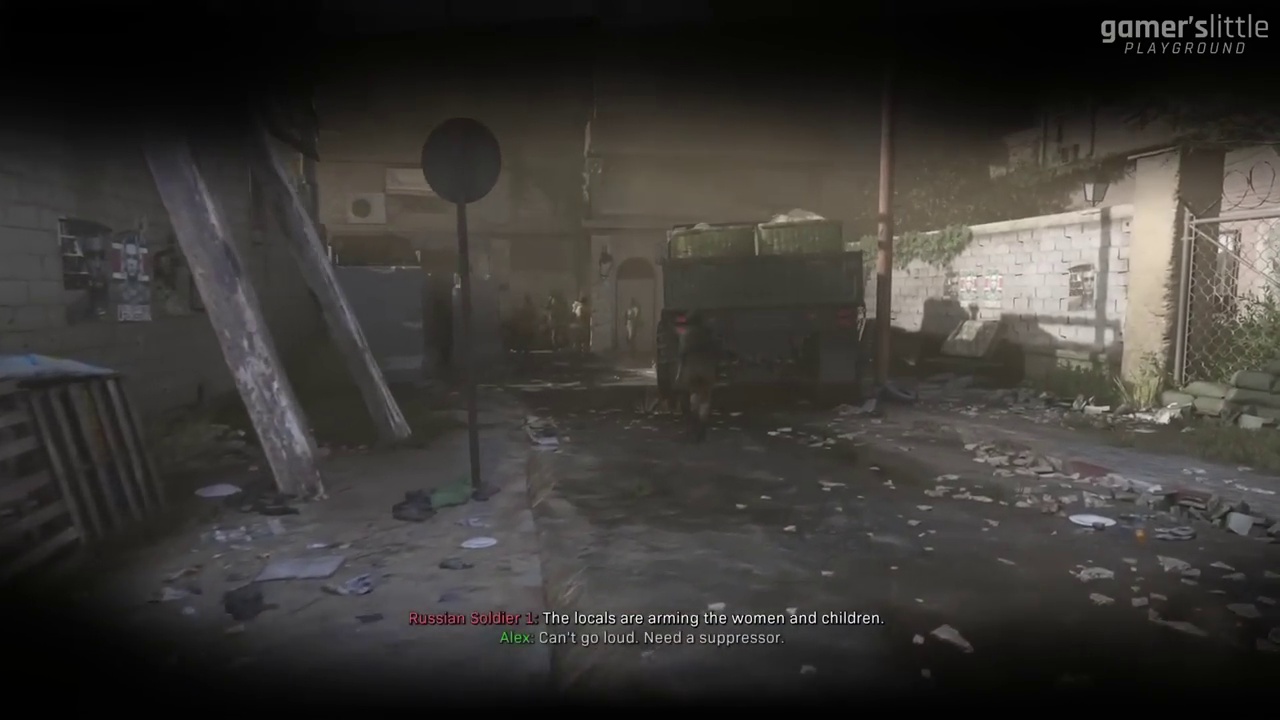 gamer'slittle
PLAYGROUND
Russian Soldier 1: The locals are arming the women and children.
Alex: Can't go loud. Need a suppressor.